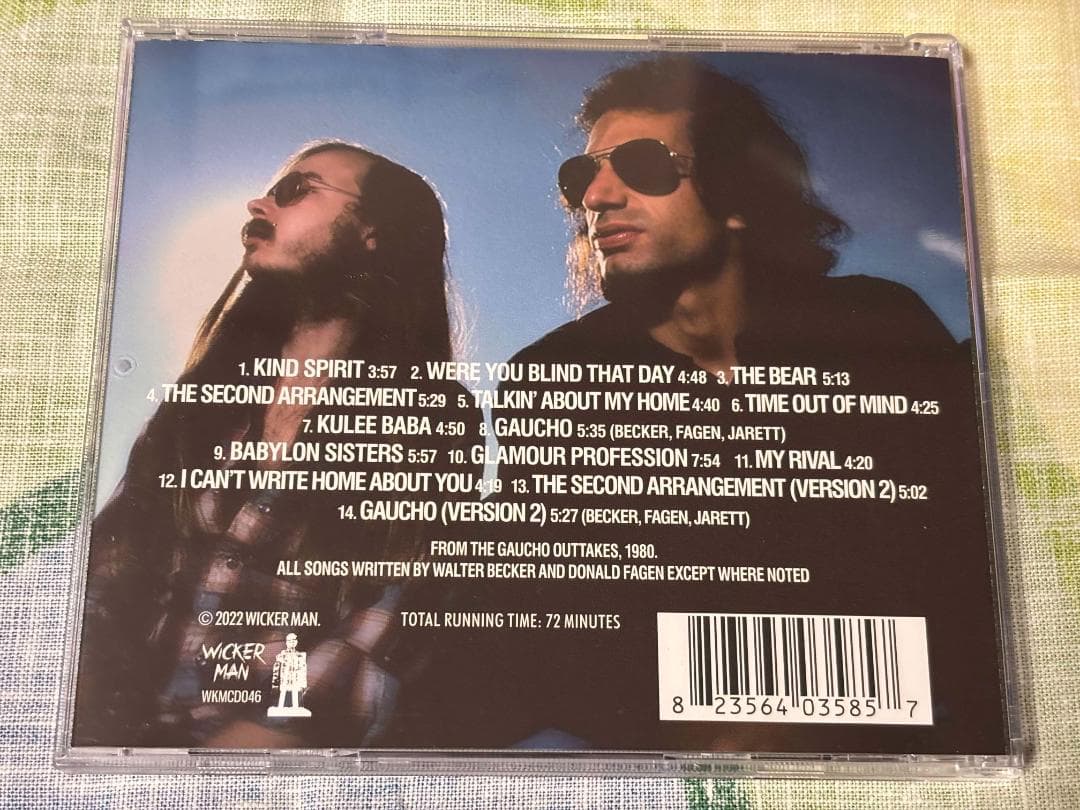 1. KIND SPIRIT 3:57 2. WERE YOU BLIND THAT DAY 4:48 3. THE BEAR 5:13
4. THE SECOND ARRANGEMENT 5:29 5. TALKIN' ABOUT MY HOME 4:40 6. TIME OUT OF MIND 4:25
7. KULEE BABA 4:50 8. GAUCHO 5:35 (BECKER, FAGEN, JARETT)
9. BABYLON SISTERS 5:57 10. GLAMOUR PROFESSION 7:54 11. MY RIVAL 4:20
12. I CAN'T WRITE HOME ABOUT YOU 4:19 13. THE SECOND ARRANGEMENT (VERSION 2) 5:02
14. GAUCHO (VERSION 2) 5:27 (BECKER, FAGEN, JARETT)
FROM THE GAUCHO OUTTAKES, 1980.
ALL SONGS WRITTEN BY WALTER BECKER AND DONALD FAGEN EXCEPT WHERE NOTED
© 2022 WICKER MAN. TOTAL RUNNING TIME: 72 MINUTES
WICKER
MAN
WKMCD046
8 23564 03585 7